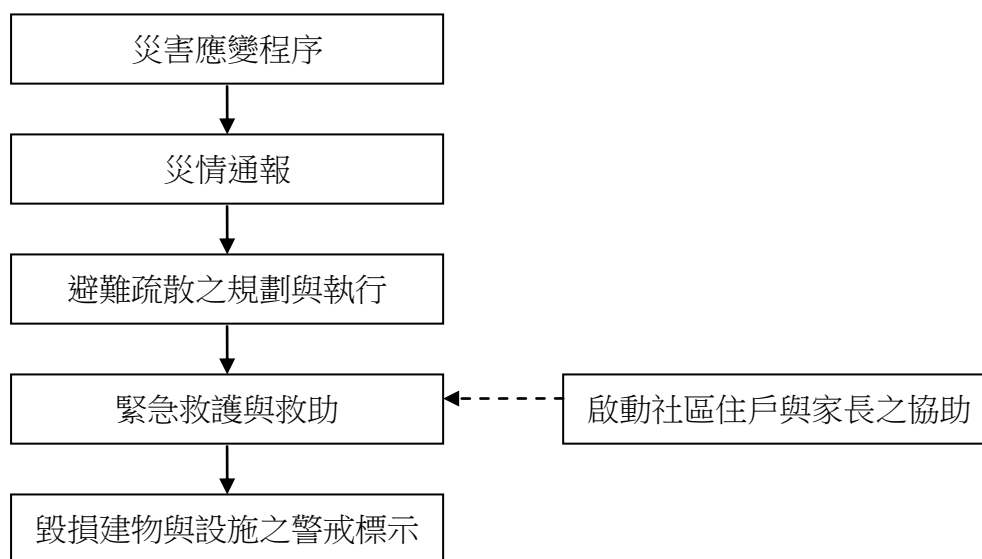 災害應變程序
災情通報
避難疏散之規劃與執行
緊急救護與救助
啟動社區住戶與家長之協助
毀損建物與設施之警戒標示